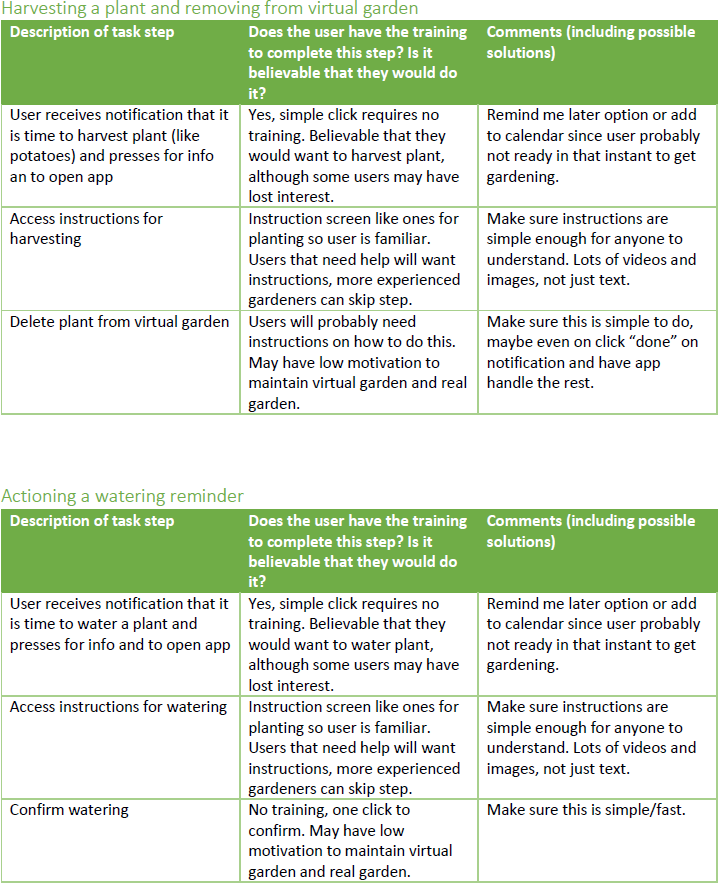 Harvesting a plant and removing from virtual garden
Description of task step
Does the user have the training
to complete this step? Is it
believable that they would do
it?
Comments (including possible
solutions)
User receives notification that it
is time to harvest plant (like
potatoes) and presses for info
an to open app
Yes, simple click requires no
training. Believable that they
would want to harvest plant,
although some users may have
lost interest.
Remind me later option or add
to calendar since user probably
not ready in that instant to get
gardening.
Access instructions for
harvesting
Instruction screen like ones for
planting so user is familiar.
Users that need help will want
instructions, more experienced
gardeners can skip step.
Make sure instructions are
simple enough for anyone to
understand. Lots of videos and
images, not just text.
Delete plant from virtual garden
Users will probably need
instructions on how to do this.
May have low motivation to
maintain virtual garden and real
garden.
Make sure this is simple to do,
maybe even on click “done” on
notification and have app
handle the rest.
Actioning a watering reminder
Description of task step
Does the user have the training
to complete this step? Is it
believable that they would do
it?
Comments (including possible
solutions)
User receives notification that it
is time to water a plant and
presses for info and to open app
Yes, simple click requires no
training. Believable that they
would want to water plant,
although some users may have
lost interest.
Remind me later option or add
to calendar since user probably
not ready in that instant to get
gardening.
Access instructions for watering
Instruction screen like ones for
planting so user is familiar.
Users that need help will want
instructions, more experienced
gardeners can skip step.
Make sure instructions are
simple enough for anyone to
understand. Lots of videos and
images, not just text.
Confirm watering
No training, one click to
confirm. May have low
motivation to maintain virtual
garden and real garden.
Make sure this is simple/fast.